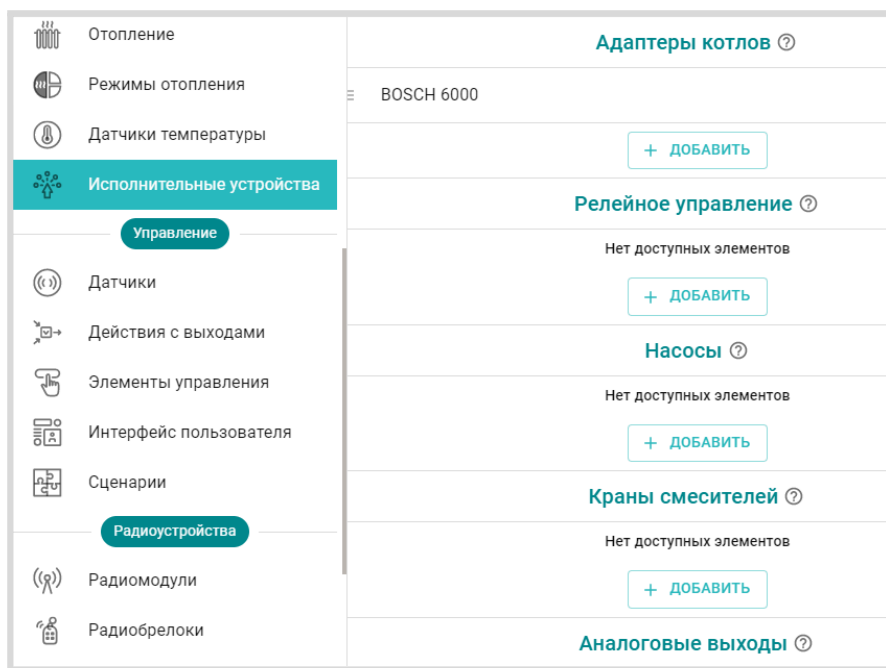 Отопление
Режимы отопления
Датчики температуры
Исполнительные устройства
Управление
Датчики
Действия с выходами
Элементы управления
Интерфейс пользователя
Сценарии
Радиоустройства
Радиомодули
Радиобрелоки
Адаптеры котлов ?
BOSCH 6000
+ ДОБАВИТЬ
Релейное управление ?
Нет доступных элементов
+ ДОБАВИТЬ
Насосы ?
Нет доступных элементов
+ ДОБАВИТЬ
Краны смесителей ?
Нет доступных элементов
+ ДОБАВИТЬ
Аналоговые выходы ?